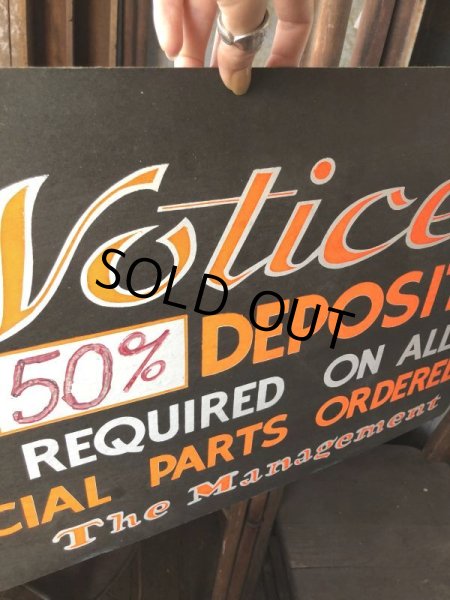 Notice
50% DEPOSIT
REQUIRED ON ALL
CIAL PARTS ORDERED
The Management
SOLD OUT